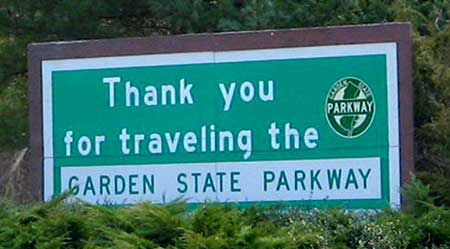 Thank you
for traveling the
GARDEN STATE PARKWAY
GARDEN STATE
PARKWAY